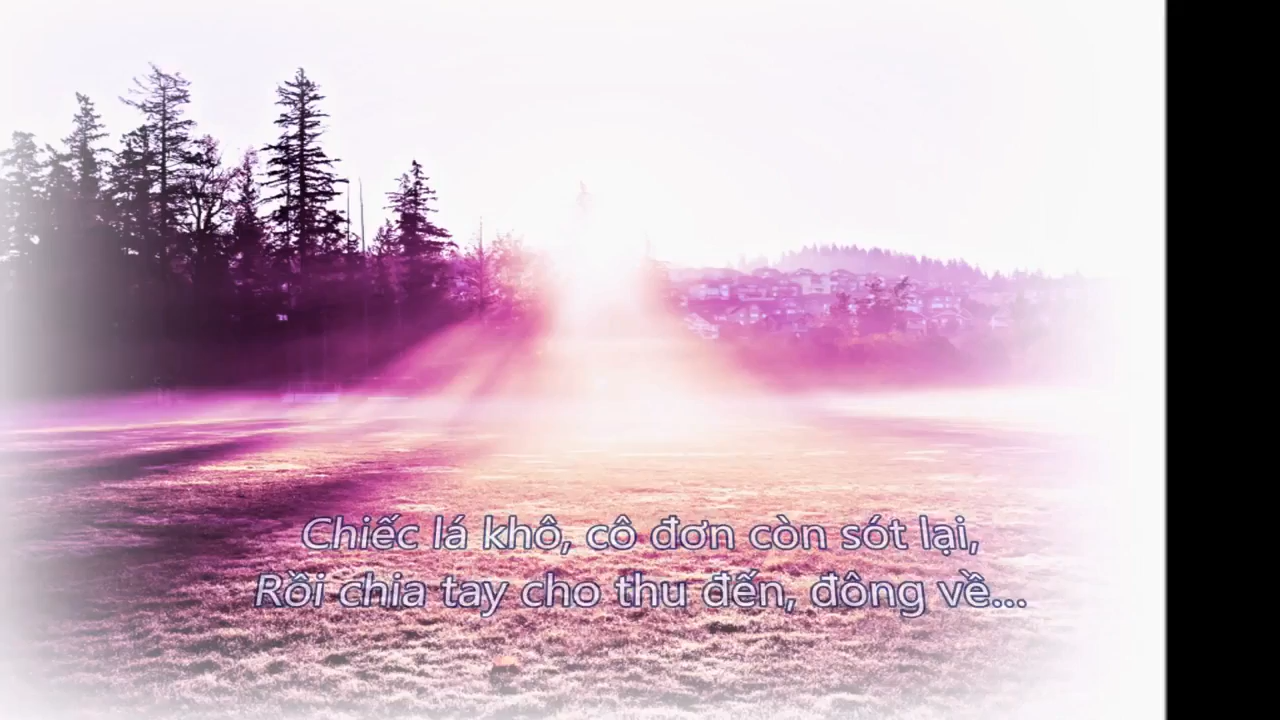 Chiếc lá khô, cô đơn còn sót lại,
Rồi chia tay cho thu đến, đông về...